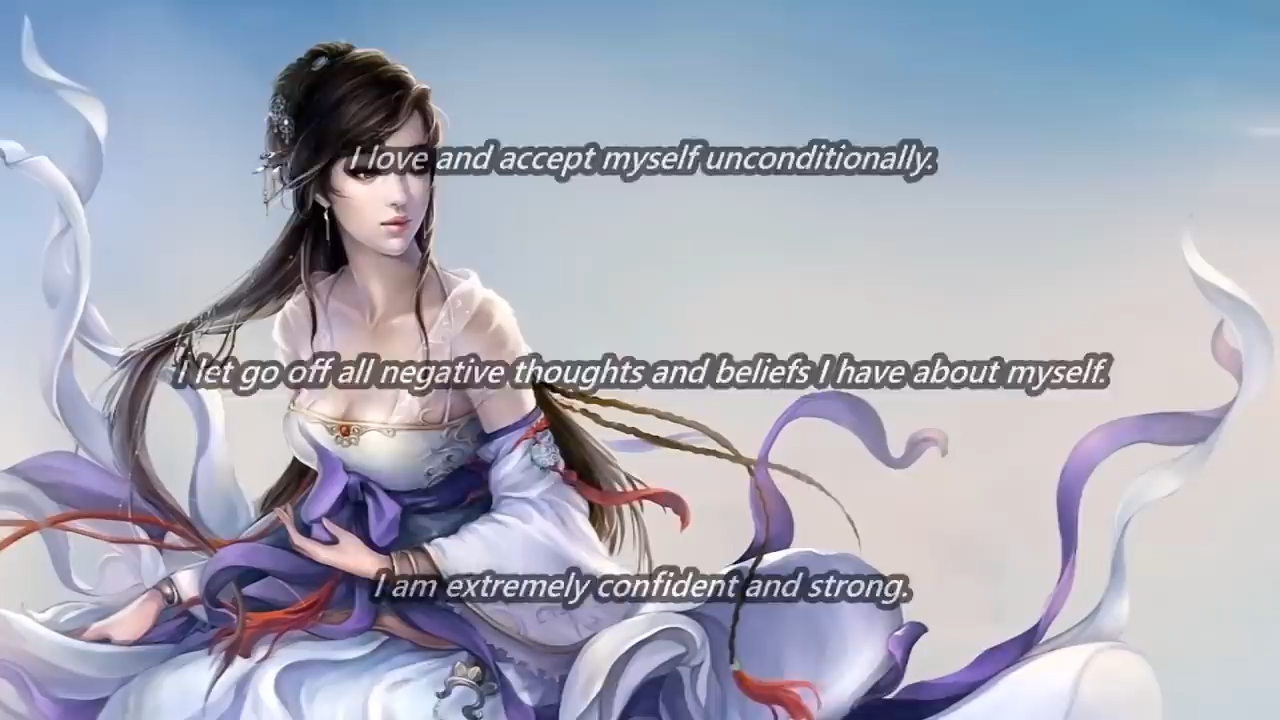 I love and accept myself unconditionally.
I let go off all negative thoughts and beliefs I have about myself.
I am extremely confident and strong.